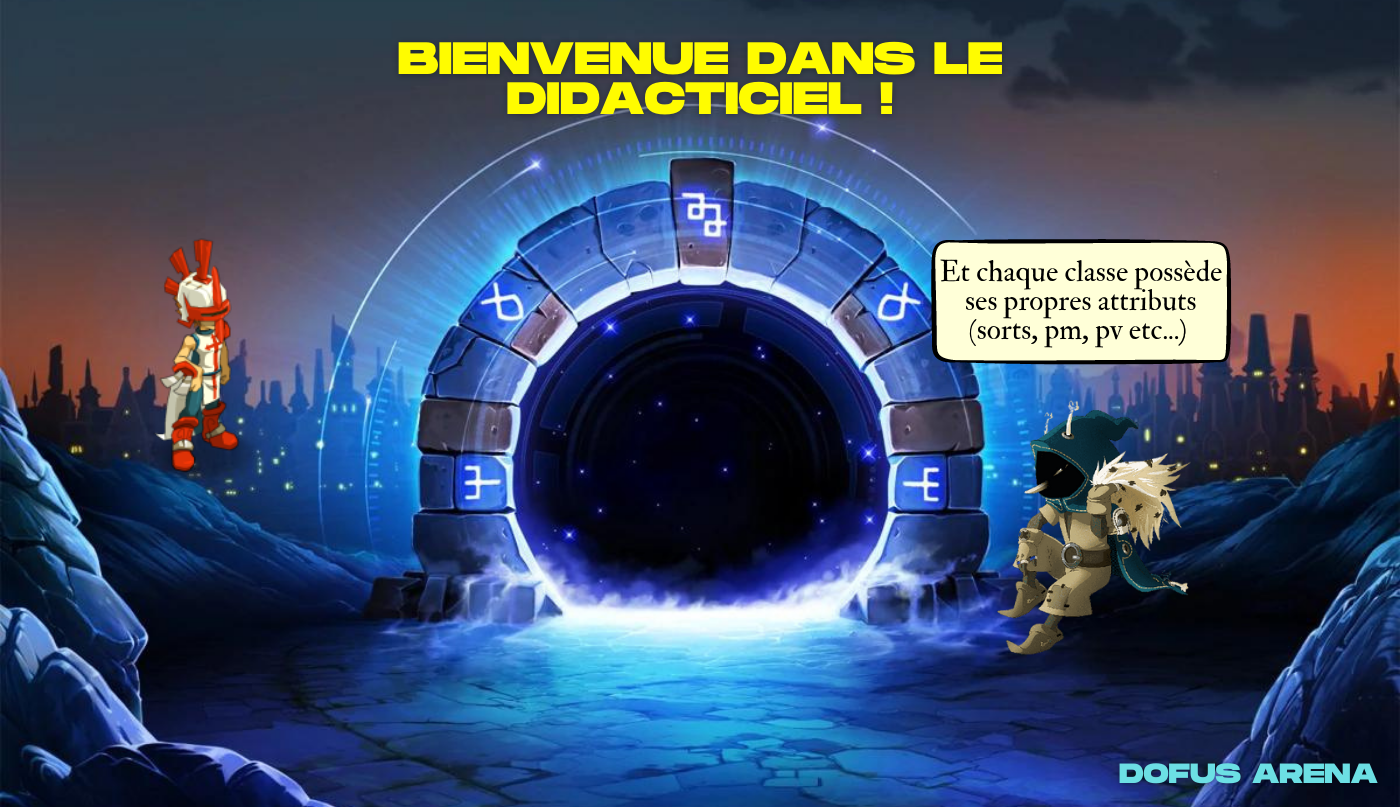 BIENVENUE DANS LE
DIDACTICIEL !
Et chaque classe possède
ses propres attributs
(sorts, pm, pv etc...)
DOFUS ARENA